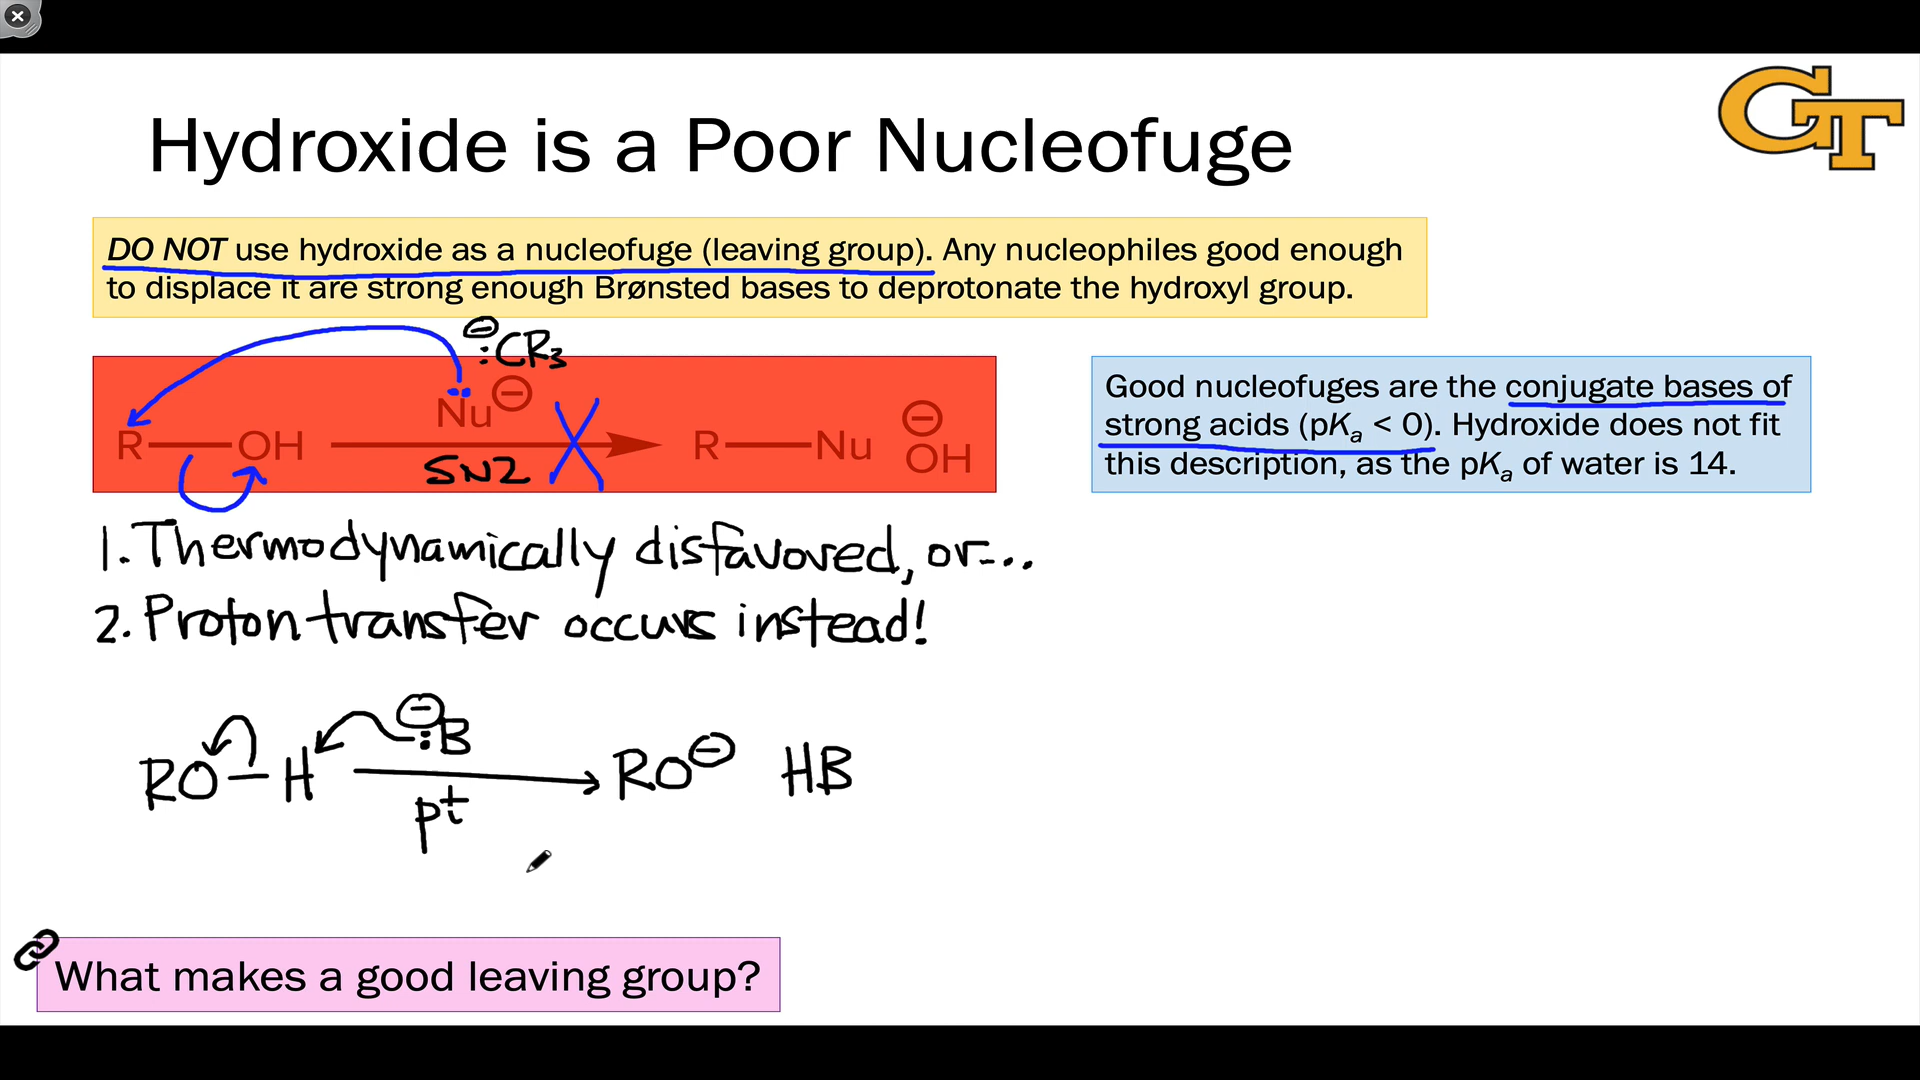 GT
Hydroxide is a Poor Nucleofuge
DO NOT use hydroxide as a nucleofuge (leaving group). Any nucleophiles good enough
to displace it are strong enough Brønsted bases to deprotonate the hydroxyl group.
⊖
:CR₃
Nu⊖
R—OH
SN2
R—Nu
⊖
OH
Good nucleofuges are the conjugate bases of
strong acids (pKₐ < 0). Hydroxide does not fit
this description, as the pKₐ of water is 14.
1. Thermodynamically disfavored, or...
2. Proton transfer occurs instead!
⊖
:B
RO—H
RO⊖ HB
pt
What makes a good leaving group?